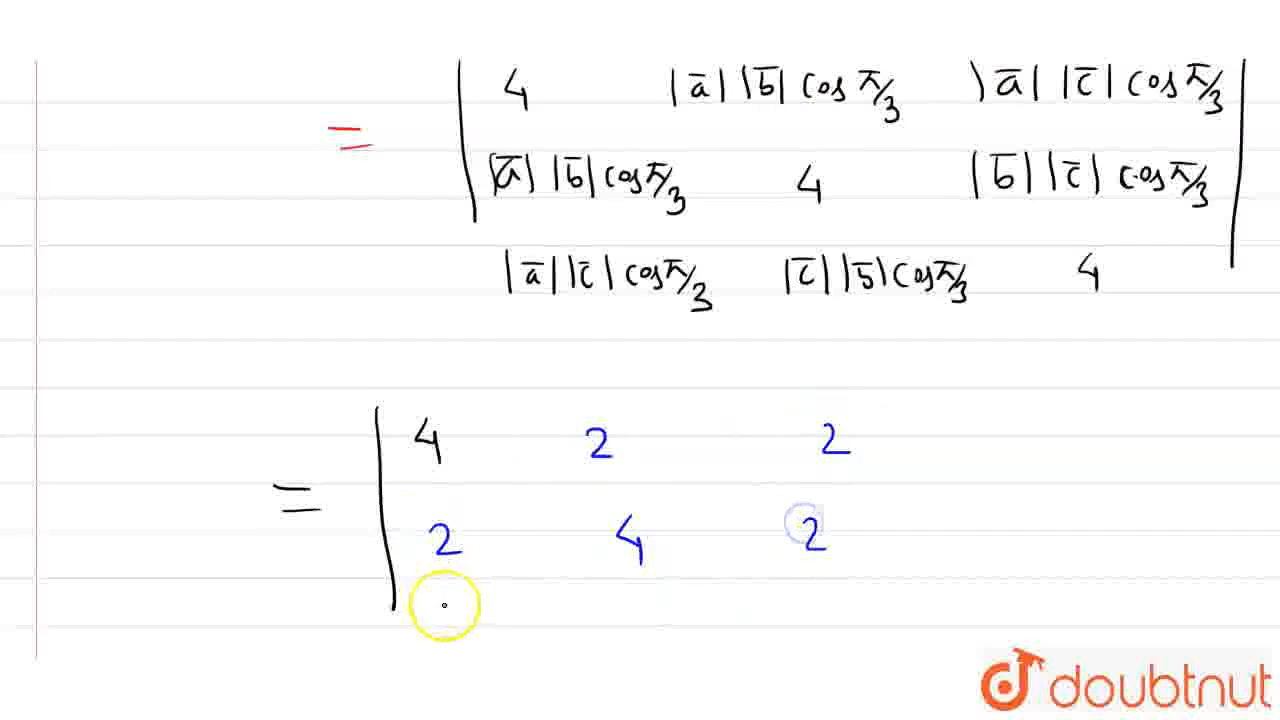 = | 4 |a̅| |b̅| cos π/3 |a̅| |c̅| cos π/3 |
|a̅| |b̅| cos π/3 4 |b̅| |c̅| cos π/3
|a̅| |c̅| cos π/3 |c̅| |b̅| cos π/3 4
= | 4 2 2
2 4 2
doubtnut